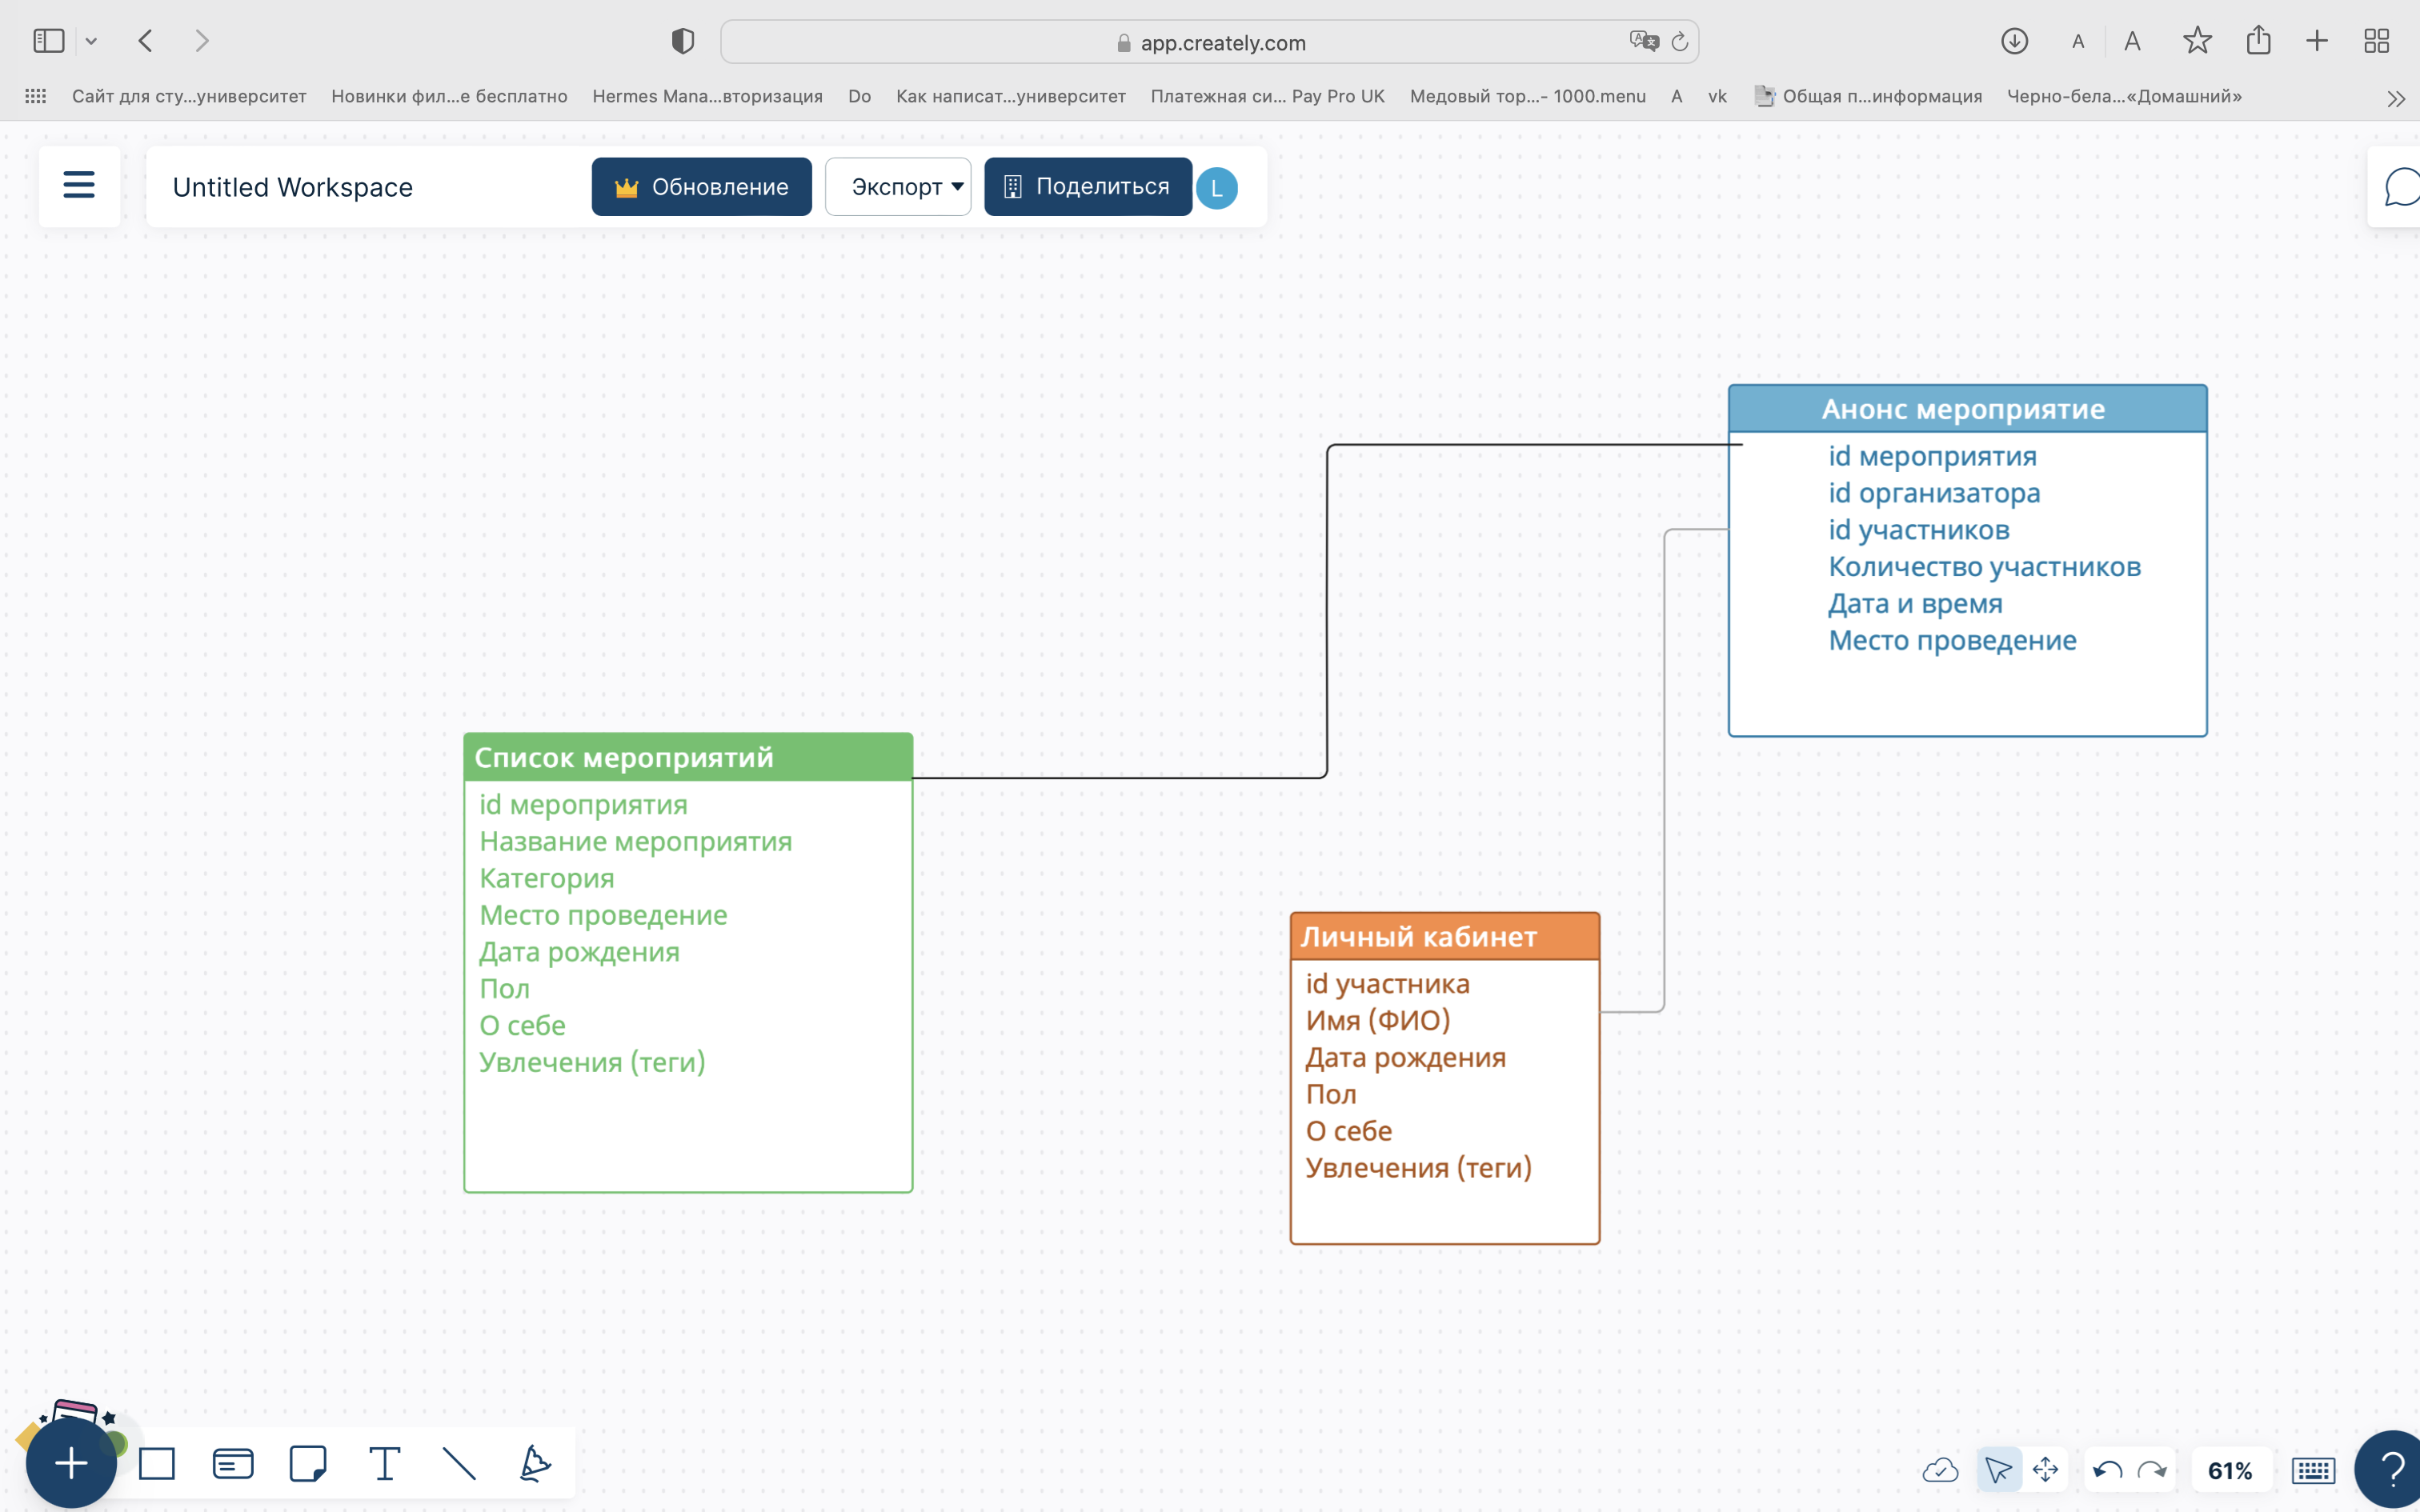 app.creately.com
A A
Сайт для сту...университет Новинки фил...е бесплатно Hermes Mana...вторизация Do Как написат...университет Платежная си... Pay Pro UK Медовый тор...- 1000.menu A vk Общая п...информация Черно-бела...«Домашний»
Untitled Workspace Обновление Экспорт Поделиться L
Анонс мероприятие
id мероприятия
id организатора
id участников
Количество участников
Дата и время
Место проведение
Список мероприятий
id мероприятия
Название мероприятия
Категория
Место проведение
Дата рождения
Пол
О себе
Увлечения (теги)
Личный кабинет
id участника
Имя (ФИО)
Дата рождения
Пол
О себе
Увлечения (теги)
61%